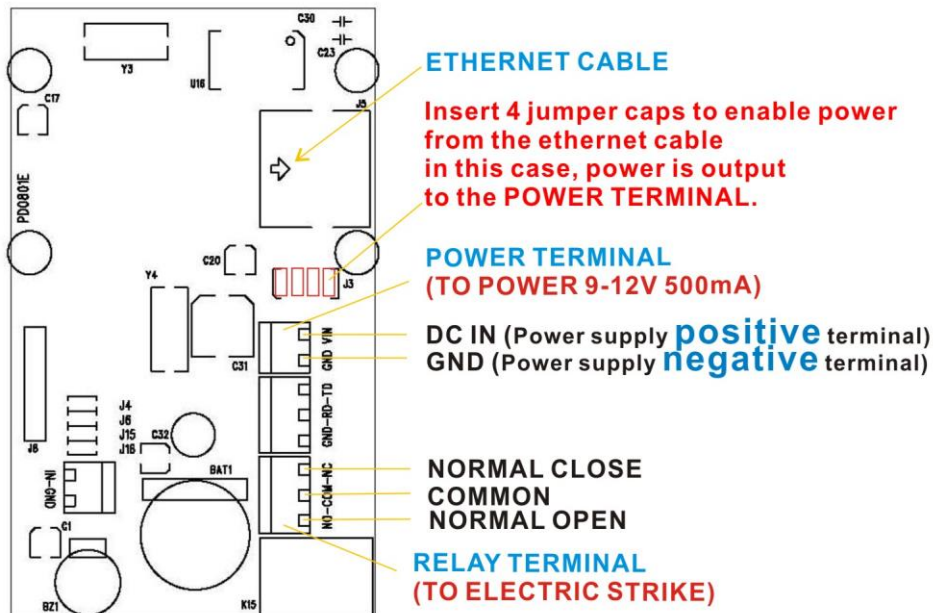 C30
C23
Y3
U16
J5
C17
PD0801E
C20
J3
Y4
C31
VIN
GND
GND-RD-TD
J4
J6
J15
J16
C32
J8
BAT1
IN-GND
NO-COM-NC
C1
BZ1
K15
ETHERNET CABLE
Insert 4 jumper caps to enable power
from the ethernet cable
in this case, power is output
to the POWER TERMINAL.
POWER TERMINAL
(TO POWER 9-12V 500mA)
DC IN (Power supply positive terminal)
GND (Power supply negative terminal)
NORMAL CLOSE
COMMON
NORMAL OPEN
RELAY TERMINAL
(TO ELECTRIC STRIKE)